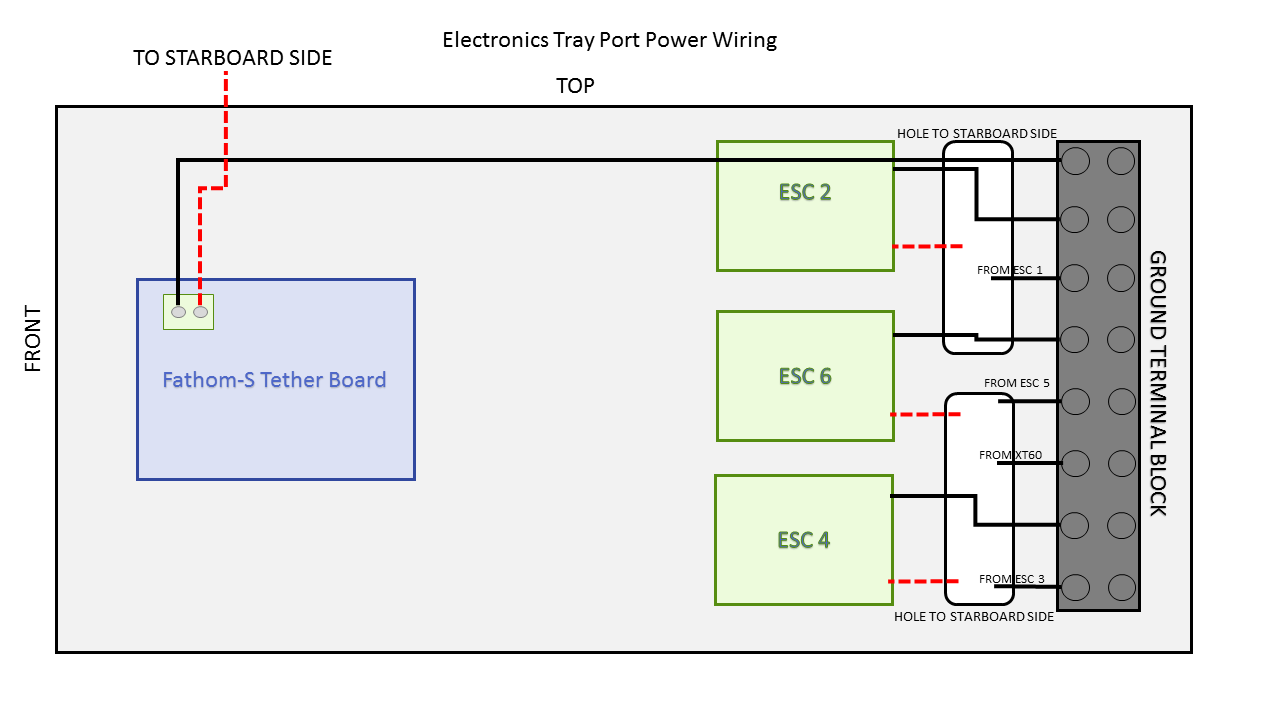 Electronics Tray Port Power Wiring
TO STARBOARD SIDE
TOP
HOLE TO STARBOARD SIDE
ESC 2
FROM ESC 1
FRONT
Fathom-S Tether Board
ESC 6
FROM ESC 5
GROUND TERMINAL BLOCK
FROM XT60
ESC 4
FROM ESC 3
HOLE TO STARBOARD SIDE